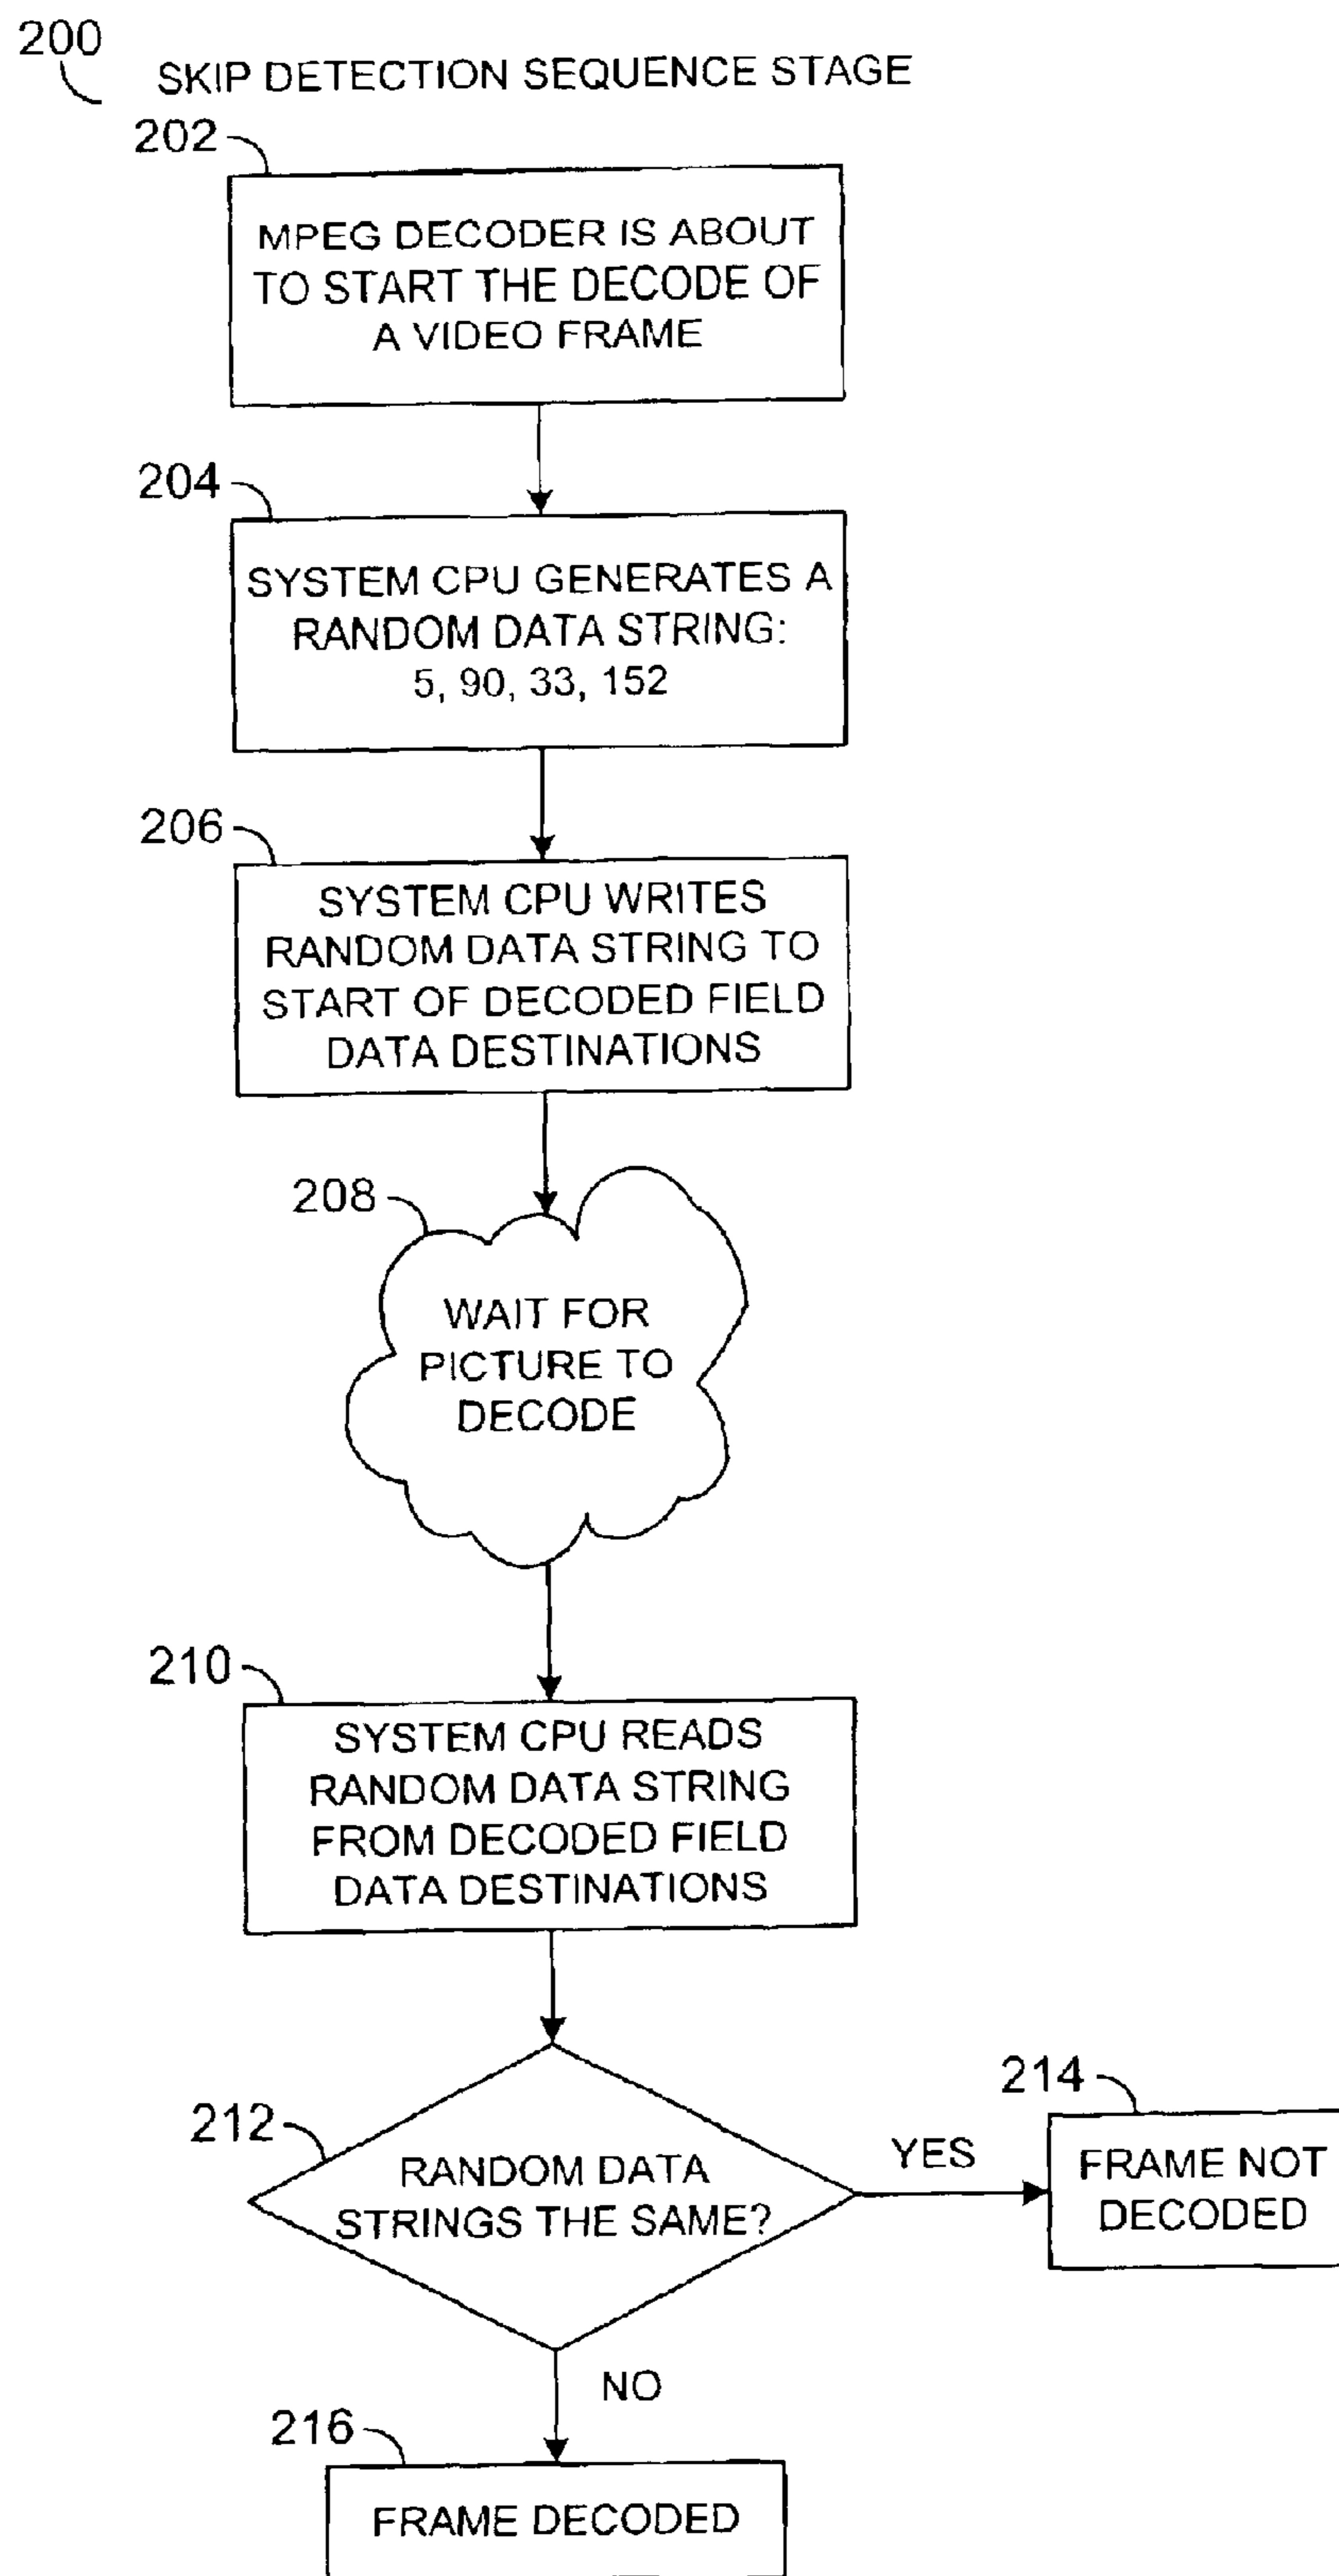 200
SKIP DETECTION SEQUENCE STAGE
202
MPEG DECODER IS ABOUT
TO START THE DECODE OF
A VIDEO FRAME
204
SYSTEM CPU GENERATES A
RANDOM DATA STRING:
5, 90, 33, 152
206
SYSTEM CPU WRITES
RANDOM DATA STRING TO
START OF DECODED FIELD
DATA DESTINATIONS
208
WAIT FOR
PICTURE TO
DECODE
210
SYSTEM CPU READS
RANDOM DATA STRING
FROM DECODED FIELD
DATA DESTINATIONS
212
RANDOM DATA
STRINGS THE SAME?
YES
214
FRAME NOT
DECODED
NO
216
FRAME DECODED